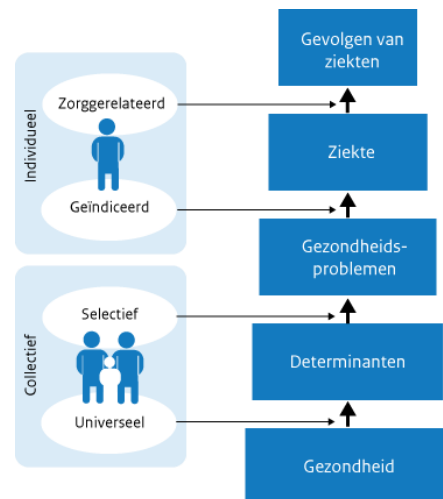 Individueel
Zorggerelateerd
Geïndiceerd
Collectief
Selectief
Universeel
Gevolgen van
ziekten
Ziekte
Gezondheids-
problemen
Determinanten
Gezondheid